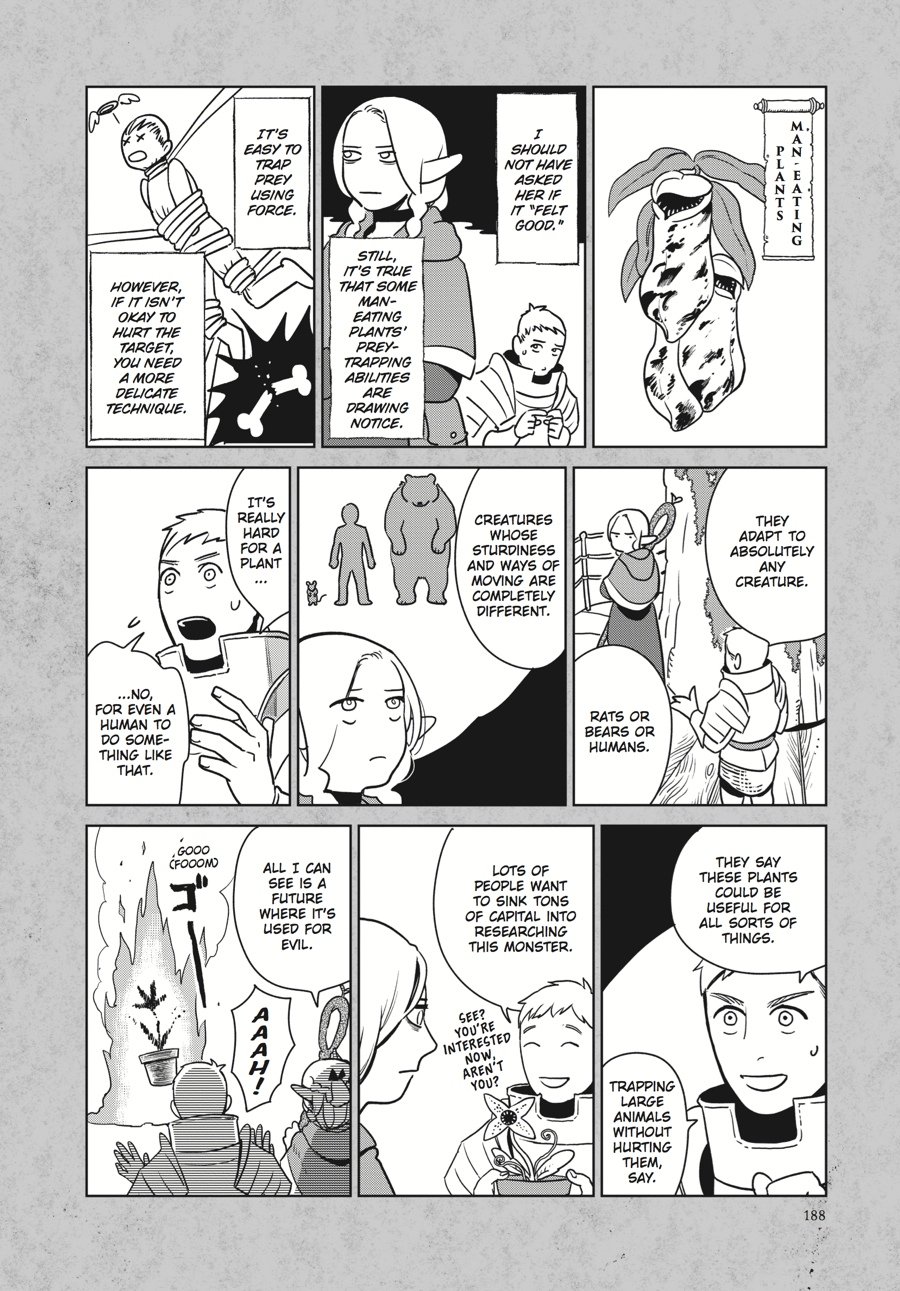 MAN-EATING
PLANTS
I
SHOULD
NOT HAVE
ASKED
HER IF
IT "FELT
GOOD."
STILL,
IT'S TRUE
THAT SOME
MAN-
EATING
PLANTS'
PREY-
TRAPPING
ABILITIES
ARE
DRAWING
NOTICE.
IT'S
EASY TO
TRAP
PREY
USING
FORCE.
HOWEVER,
IF IT ISN'T
OKAY TO
HURT THE
TARGET,
YOU NEED
A MORE
DELICATE
TECHNIQUE.
THEY
ADAPT TO
ABSOLUTELY
ANY
CREATURE.
RATS OR
BEARS OR
HUMANS.
CREATURES
WHOSE
STURDINESS
AND WAYS OF
MOVING ARE
COMPLETELY
DIFFERENT.
IT'S
REALLY
HARD
FOR A
PLANT
...
...NO,
FOR EVEN A
HUMAN TO
DO SOME-
THING LIKE
THAT.
THEY SAY
THESE PLANTS
COULD BE
USEFUL FOR
ALL SORTS OF
THINGS.
TRAPPING
LARGE
ANIMALS
WITHOUT
HURTING
THEM,
SAY.
LOTS OF
PEOPLE WANT
TO SINK TONS
OF CAPITAL INTO
RESEARCHING
THIS MONSTER.
SEE?
YOU'RE
INTERESTED
NOW,
AREN'T
YOU?
ALL I CAN
SEE IS A
FUTURE
WHERE IT'S
USED FOR
EVIL.
GOOO
(FOOOM)
ゴー
AAAH!
188